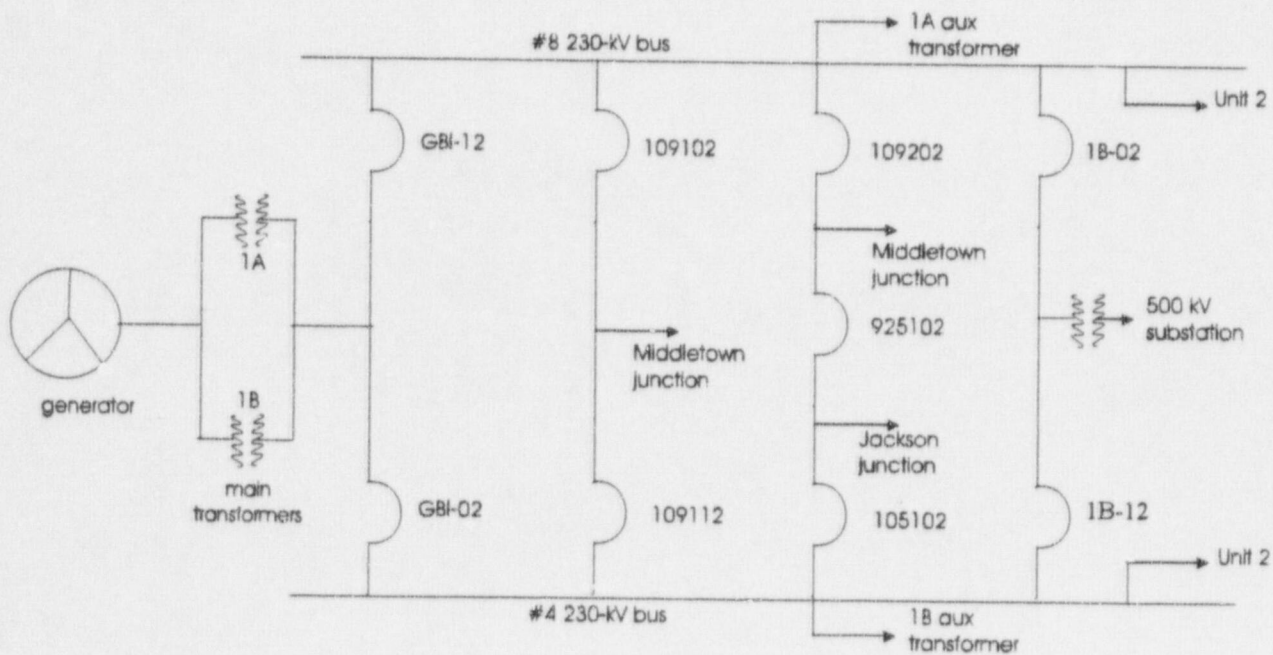 1A aux
transformer
#8 230-kV bus
Unit 2
GBI-12
109102
109202
1B-02
1A
Middletown
junction
500 kV
substation
925102
Middletown
junction
generator
1B
Jackson
junction
main
transformers
GBI-02
109112
105102
1B-12
Unit 2
#4 230-kV bus
1B aux
transformer